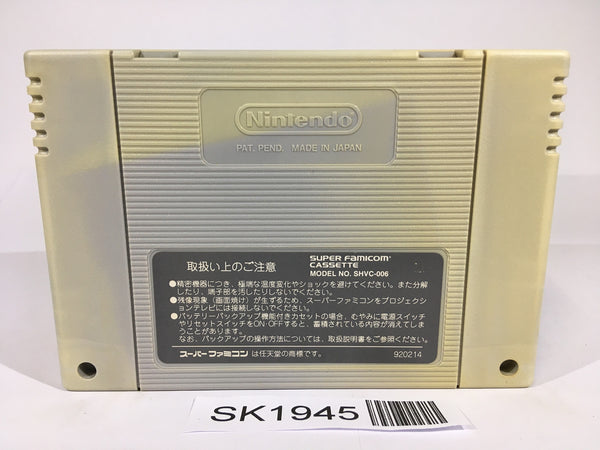 Nintendo®
PAT. PEND. MADE IN JAPAN
取扱い上のご注意
SUPER FAMICOM®
CASSETTE
MODEL NO. SHVC-006
●精密機器につき、極端な温度変化やショックを避けてください。また分解
したり、端子部を汚したりしないでください。
●残像現象（画面焼け）が生ずるため、スーパーファミコンをプロジェクシ
ョンテレビには接続しないでください。
●バッテリーバックアップ機能付きカセットの場合、むやみに電源スイッチ
やリセットスイッチをON・OFFすると、蓄積されている内容が消えてしま
うことがあります。
なお、バックアップの操作方法については、取扱説明書をご参照ください。
スーパーファミコン は任天堂の商標です。
920214
SK1945